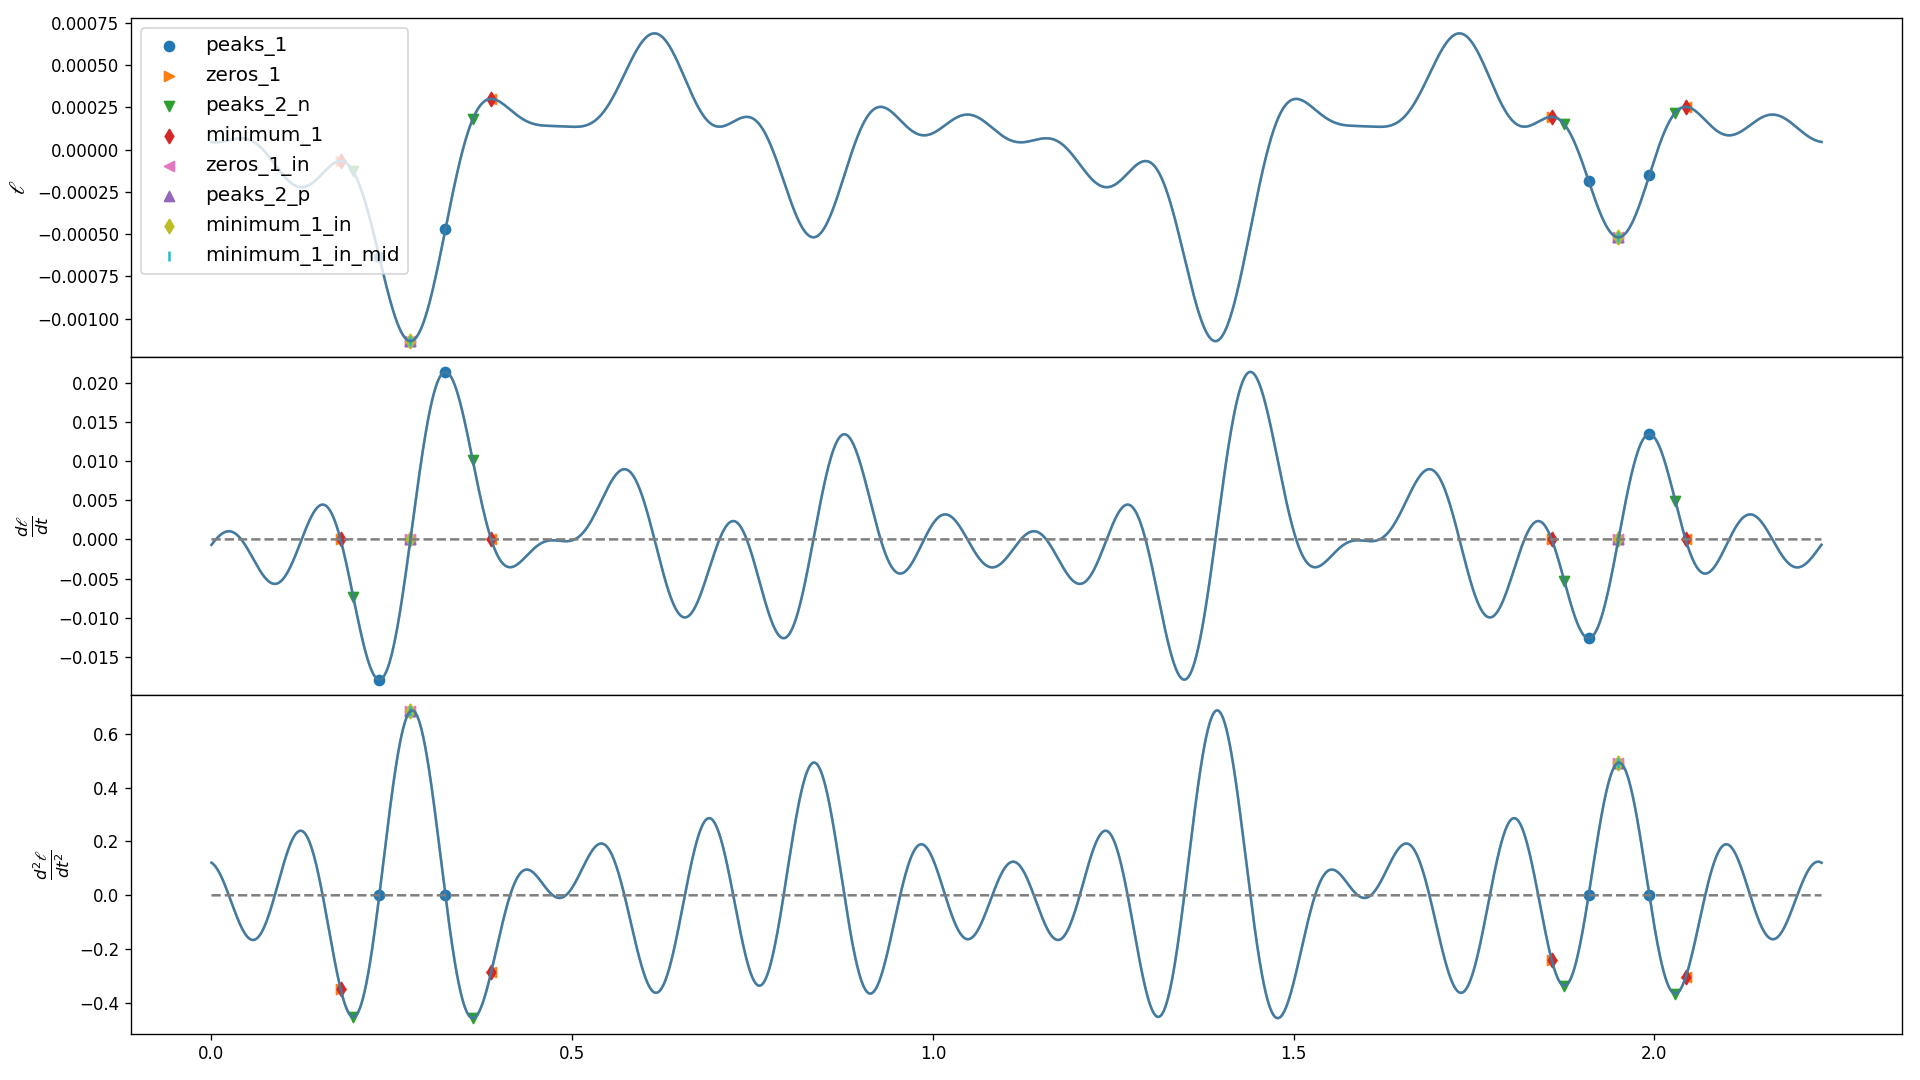 0.00075
0.00050
0.00025
0.00000
−0.00025
−0.00050
−0.00075
−0.00100
ℓ
peaks_1
zeros_1
peaks_2_n
minimum_1
zeros_1_in
peaks_2_p
minimum_1_in
minimum_1_in_mid
0.020
0.015
0.010
0.005
0.000
−0.005
−0.010
−0.015
dℓ/dt
0.6
0.4
0.2
0.0
−0.2
−0.4
d²ℓ/dt²
0.0 0.5 1.0 1.5 2.0